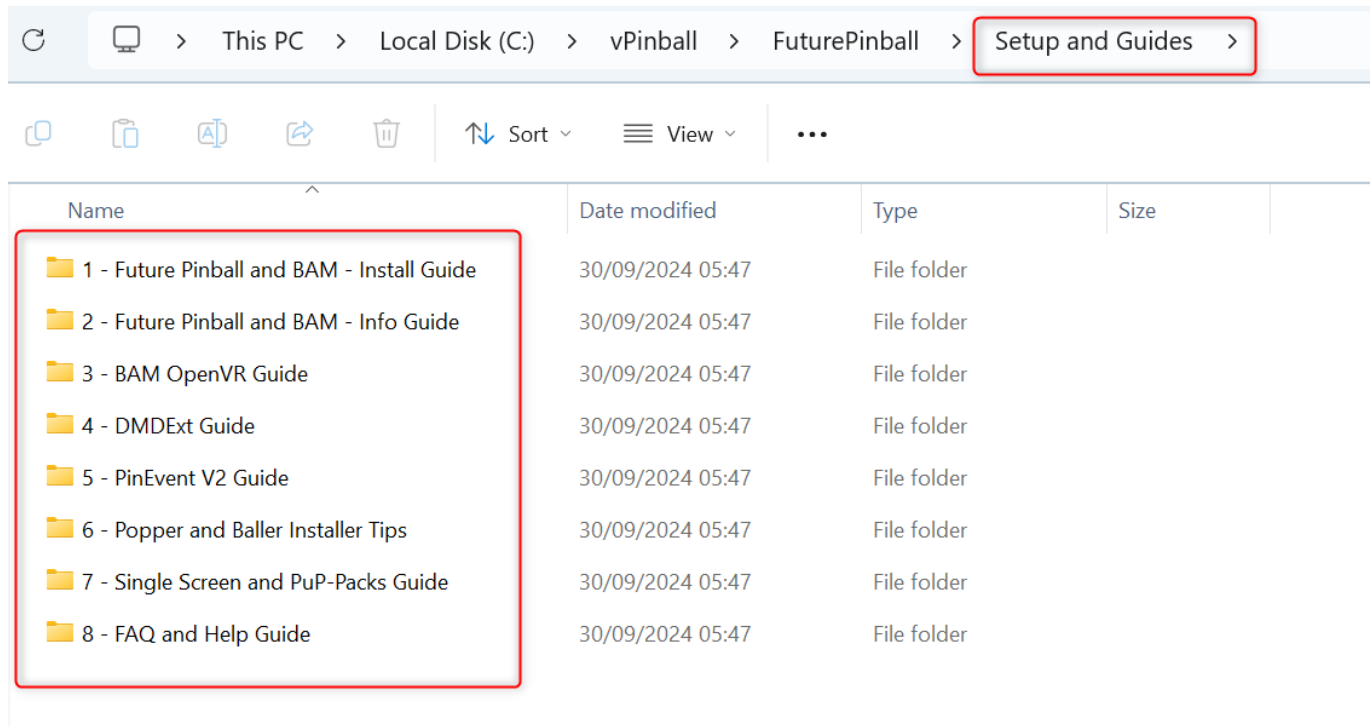 This PC > Local Disk (C:) > vPinball > FuturePinball > Setup and Guides >
Sort View ...
Name Date modified Type Size
1 - Future Pinball and BAM - Install Guide 30/09/2024 05:47 File folder
2 - Future Pinball and BAM - Info Guide 30/09/2024 05:47 File folder
3 - BAM OpenVR Guide 30/09/2024 05:47 File folder
4 - DMDExt Guide 30/09/2024 05:47 File folder
5 - PinEvent V2 Guide 30/09/2024 05:47 File folder
6 - Popper and Baller Installer Tips 30/09/2024 05:47 File folder
7 - Single Screen and PuP-Packs Guide 30/09/2024 05:47 File folder
8 - FAQ and Help Guide 30/09/2024 05:47 File folder